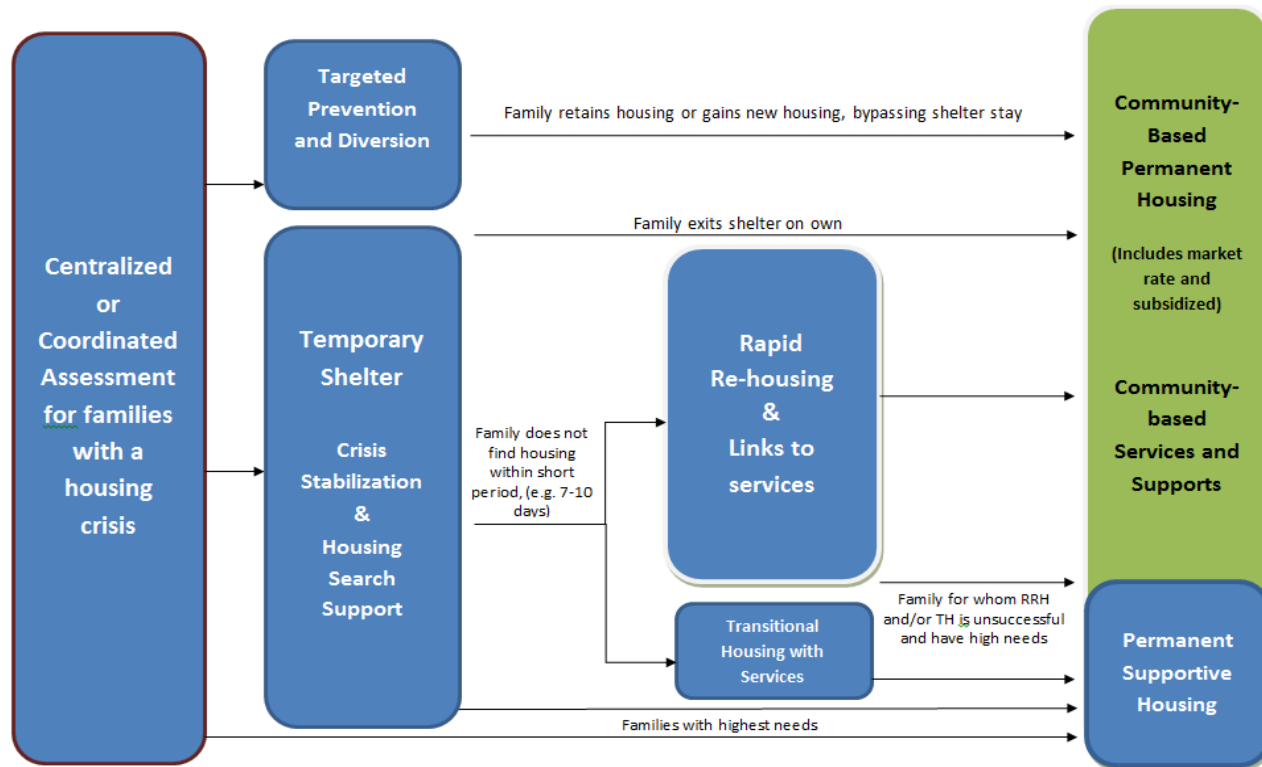 Centralized
or
Coordinated
Assessment
for families
with a
housing
crisis
Targeted
Prevention
and Diversion
Family retains housing or gains new housing, bypassing shelter stay
Temporary
Shelter
Crisis
Stabilization
&
Housing
Search
Support
Family exits shelter on own
Family does not
find housing
within short
period, (e.g. 7-10
days)
Rapid
Re-housing
&
Links to
services
Transitional
Housing with
Services
Family for whom RRH
and/or TH is unsuccessful
and have high needs
Families with highest needs
Community-
Based
Permanent
Housing
(Includes market
rate and
subsidized)
Community-
based
Services and
Supports
Permanent
Supportive
Housing